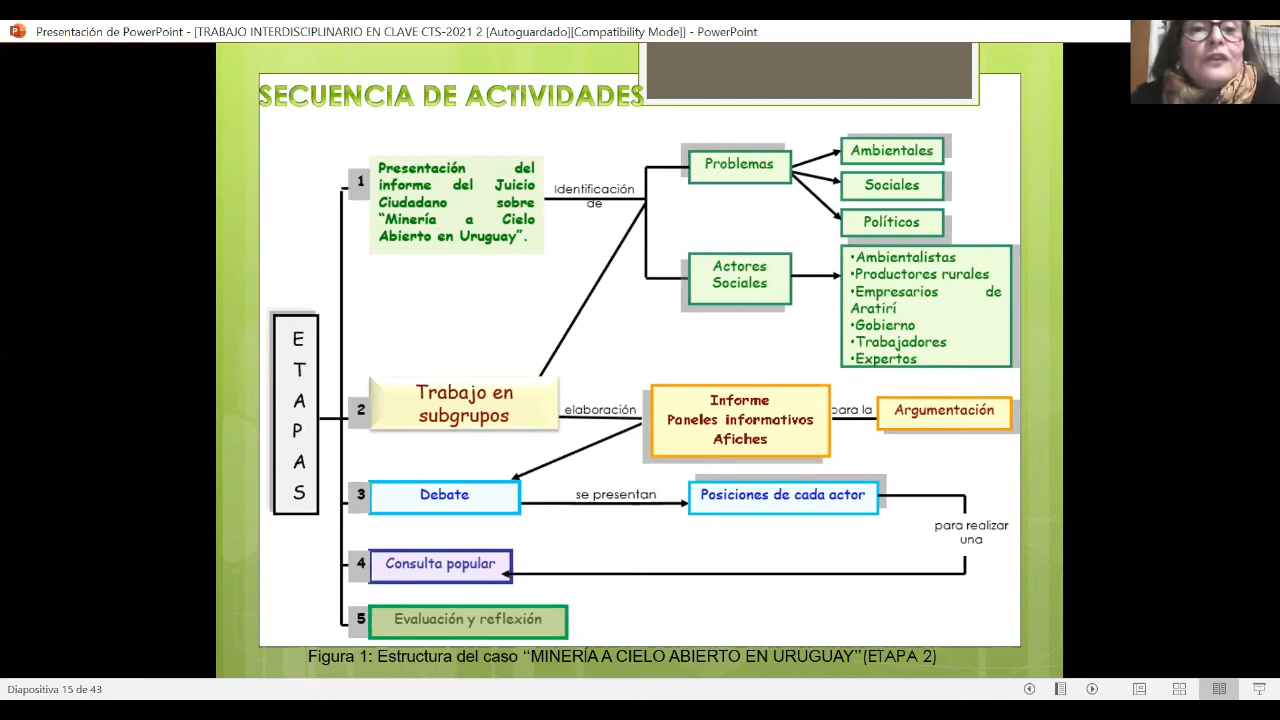 Presentación de PowerPoint - [TRABAJO INTERDISCIPLINARIO EN CLAVE CTS-2021 2 [Autoguardado][Compatibility Mode]] - PowerPoint
SECUENCIA DE ACTIVIDADES
E
T
A
P
A
S
1
Presentación del
informe del Juicio
Ciudadano sobre
“Minería a Cielo
Abierto en Uruguay”.
Identificación
de
Problemas
Ambientales
Sociales
Políticos
Actores
Sociales
•Ambientalistas
•Productores rurales
•Empresarios de
Aratirí
•Gobierno
•Trabajadores
•Expertos
2
Trabajo en
subgrupos
elaboración
Informe
Paneles informativos
Afiches
para la
Argumentación
3
Debate
se presentan
Posiciones de cada actor
para realizar
una
4
Consulta popular
5
Evaluación y reflexión
Figura 1: Estructura del caso “MINERÍA A CIELO ABIERTO EN URUGUAY”(ETAPA 2)
Diapositiva 15 de 43